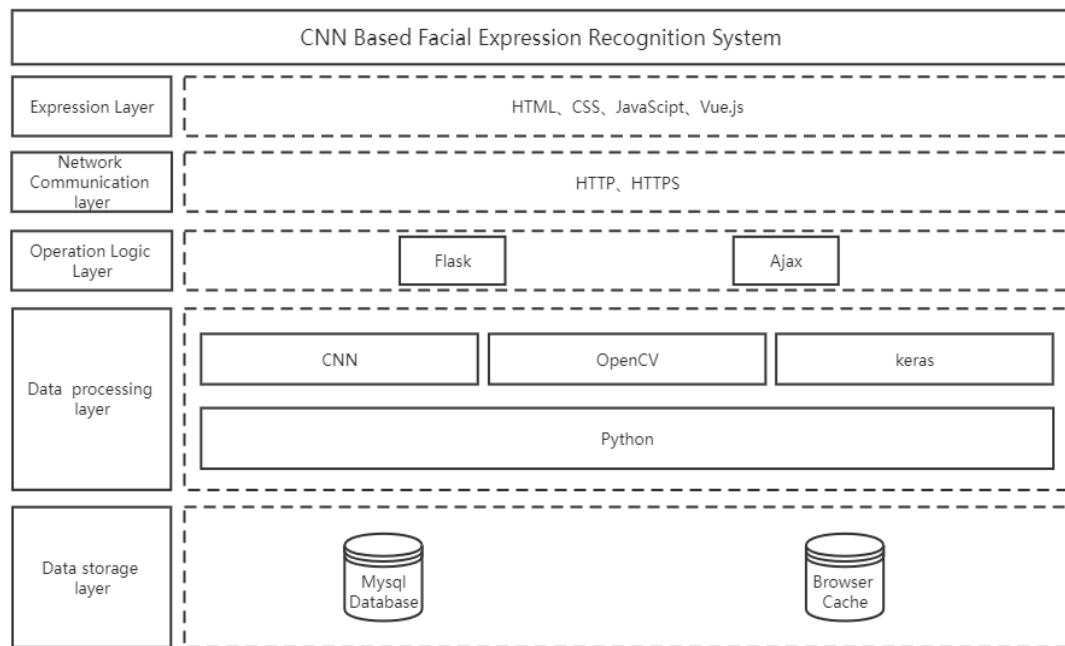 CNN Based Facial Expression Recognition System
Expression Layer
HTML、CSS、JavaScipt、Vue.js
Network
Communication
layer
HTTP、HTTPS
Operation Logic
Layer
Flask
Ajax
Data processing
layer
CNN
OpenCV
keras
Python
Data storage
layer
Mysql
Database
Browser
Cache